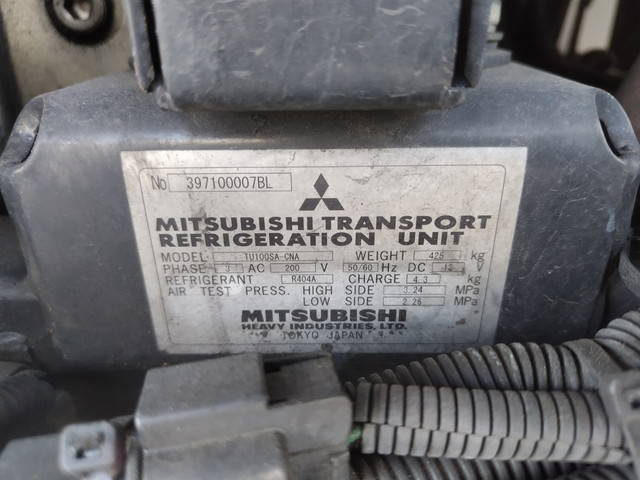 No 397100007BL
MITSUBISHI TRANSPORT
REFRIGERATION UNIT
MODEL TU100SA-CNA WEIGHT 425 kg
PHASE 3 AC 200 V 50/60 Hz DC 12 V
REFRIGERANT R404A CHARGE 4.3 kg
AIR TEST PRESS. HIGH SIDE 3.24 MPa
LOW SIDE 2.26 MPa
MITSUBISHI
HEAVY INDUSTRIES, LTD.
TOKYO JAPAN